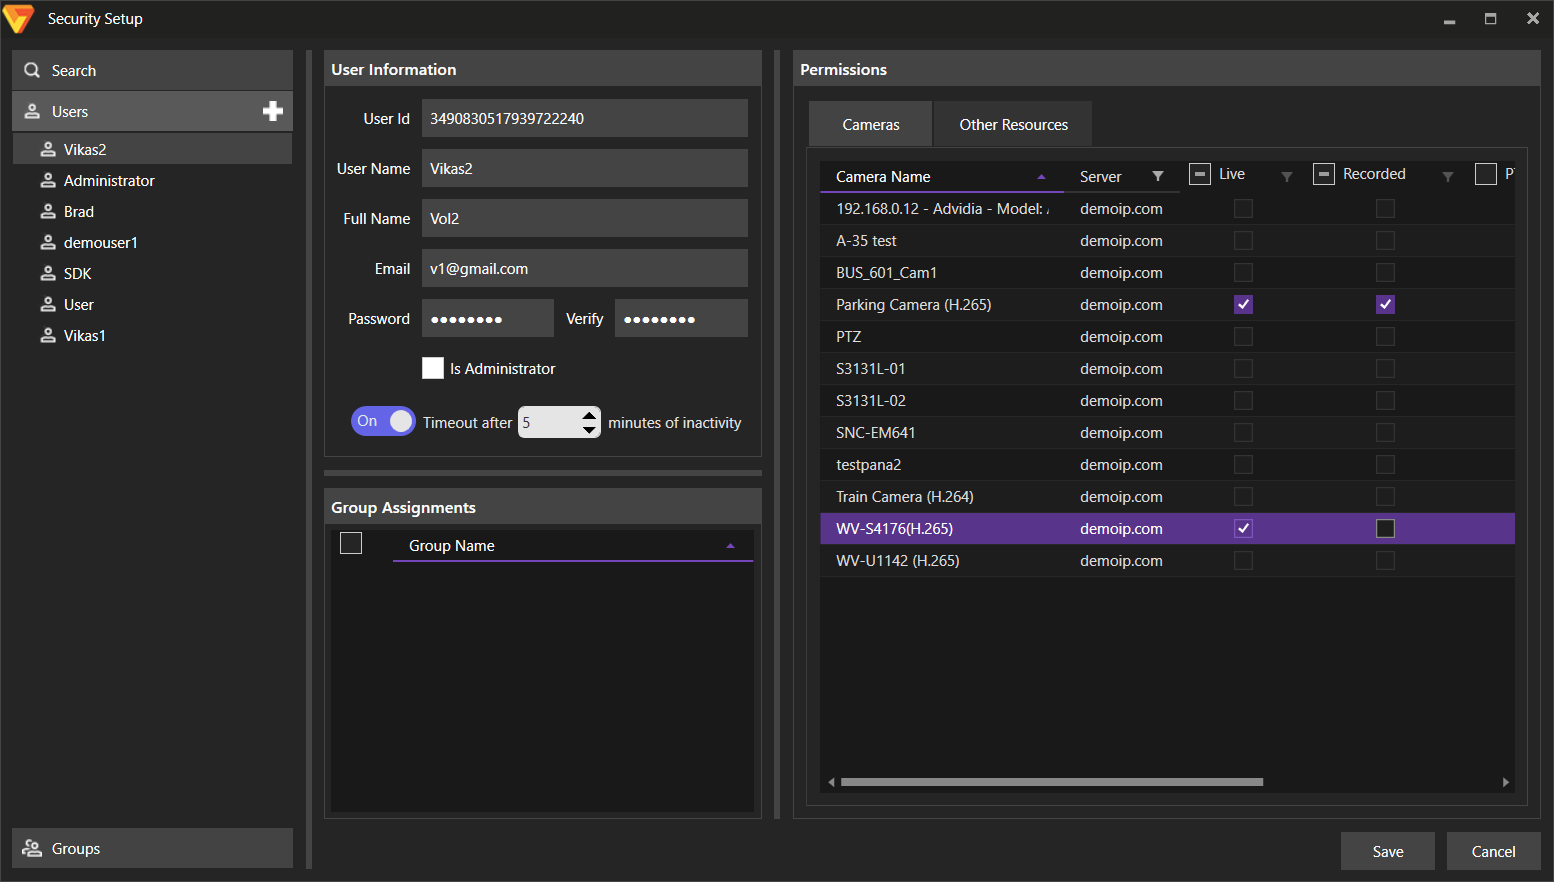 Security Setup
Search
Users
Vikas2
Administrator
Brad
demouser1
SDK
User
Vikas1
Groups
User Information
User Id 3490830517939722240
User Name Vikas2
Full Name Vol2
Email v1@gmail.com
Password ●●●●●●●● Verify ●●●●●●●●
Is Administrator
On Timeout after 5 minutes of inactivity
Group Assignments
Group Name
Permissions
Cameras Other Resources
Camera Name Server Live Recorded
192.168.0.12 - Advidia - Model: demoip.com
A-35 test demoip.com
BUS_601_Cam1 demoip.com
Parking Camera (H.265) demoip.com
PTZ demoip.com
S3131L-01 demoip.com
S3131L-02 demoip.com
SNC-EM641 demoip.com
testpana2 demoip.com
Train Camera (H.264) demoip.com
WV-S4176(H.265) demoip.com
WV-U1142 (H.265) demoip.com
Save Cancel